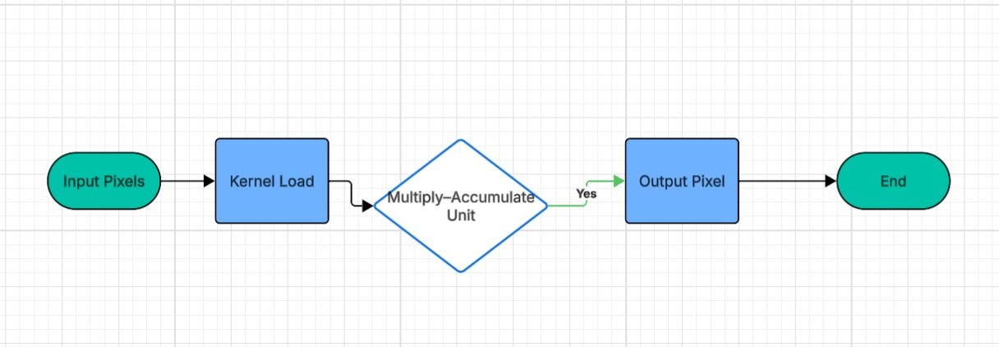 Input Pixels
Kernel Load
Multiply–Accumulate
Unit
Yes
Output Pixel
End